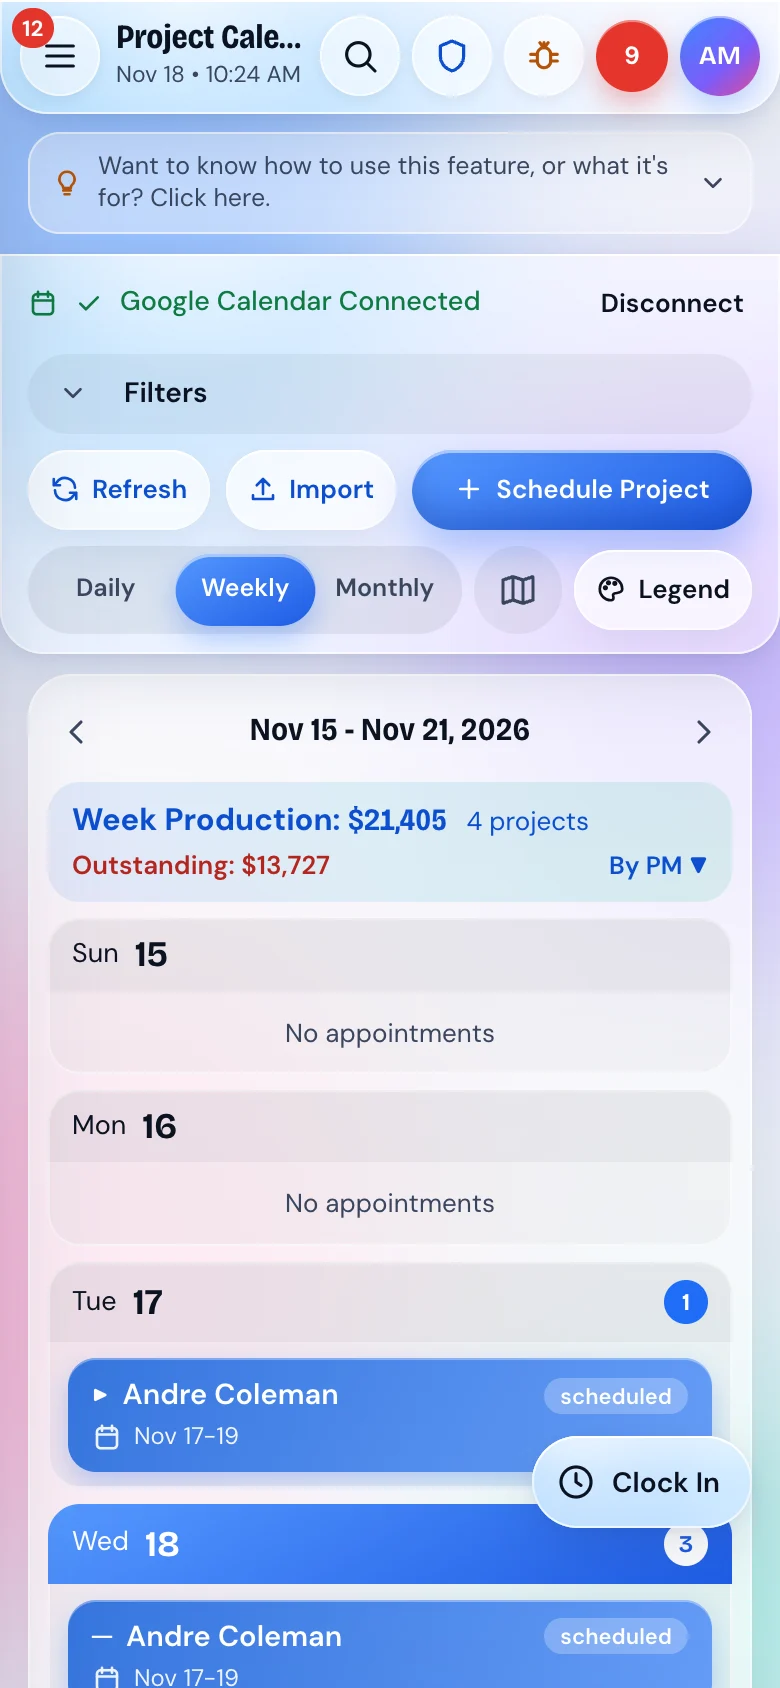 12
Project Cale...
Nov 18 • 10:24 AM
9
AM
Want to know how to use this feature, or what it's
for? Click here.
Google Calendar Connected
Disconnect
Filters
Refresh
Import
Schedule Project
Daily
Weekly
Monthly
Legend
Nov 15 - Nov 21, 2026
Week Production: $21,405 4 projects
Outstanding: $13,727
By PM ▼
Sun 15
No appointments
Mon 16
No appointments
Tue 17
1
Andre Coleman
scheduled
Nov 17-19
Clock In
Wed 18
3
Andre Coleman
scheduled
Nov 17-19